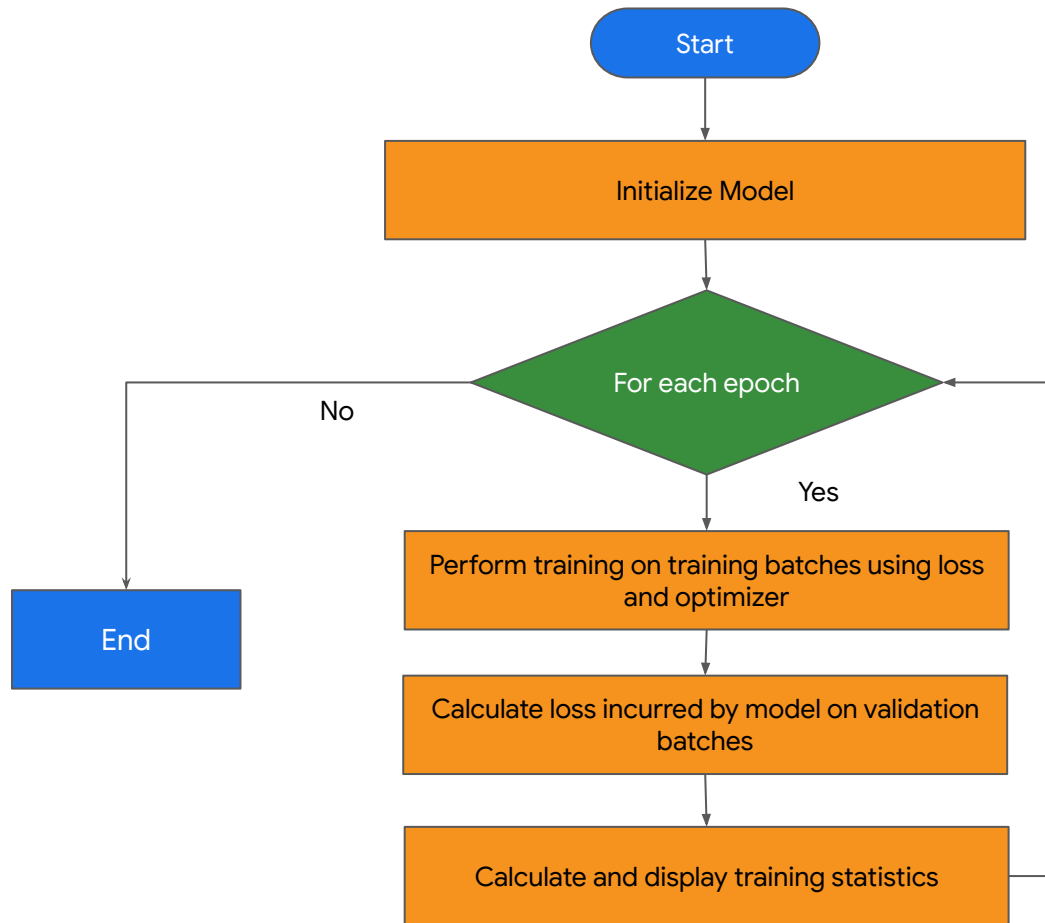 Start
Initialize Model
For each epoch
No
Yes
Perform training on training batches using loss
and optimizer
End
Calculate loss incurred by model on validation
batches
Calculate and display training statistics